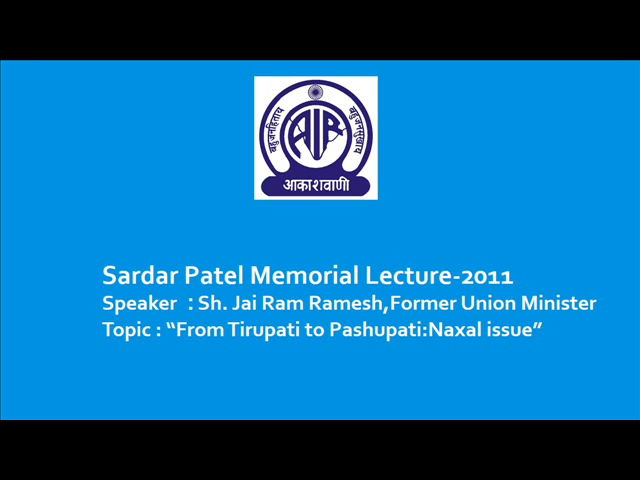 बहुजनहिताय
बहुजनसुखाय
AIR
आकाशवाणी
Sardar Patel Memorial Lecture-2011
Speaker : Sh. Jai Ram Ramesh,Former Union Minister
Topic : “From Tirupati to Pashupati:Naxal issue”